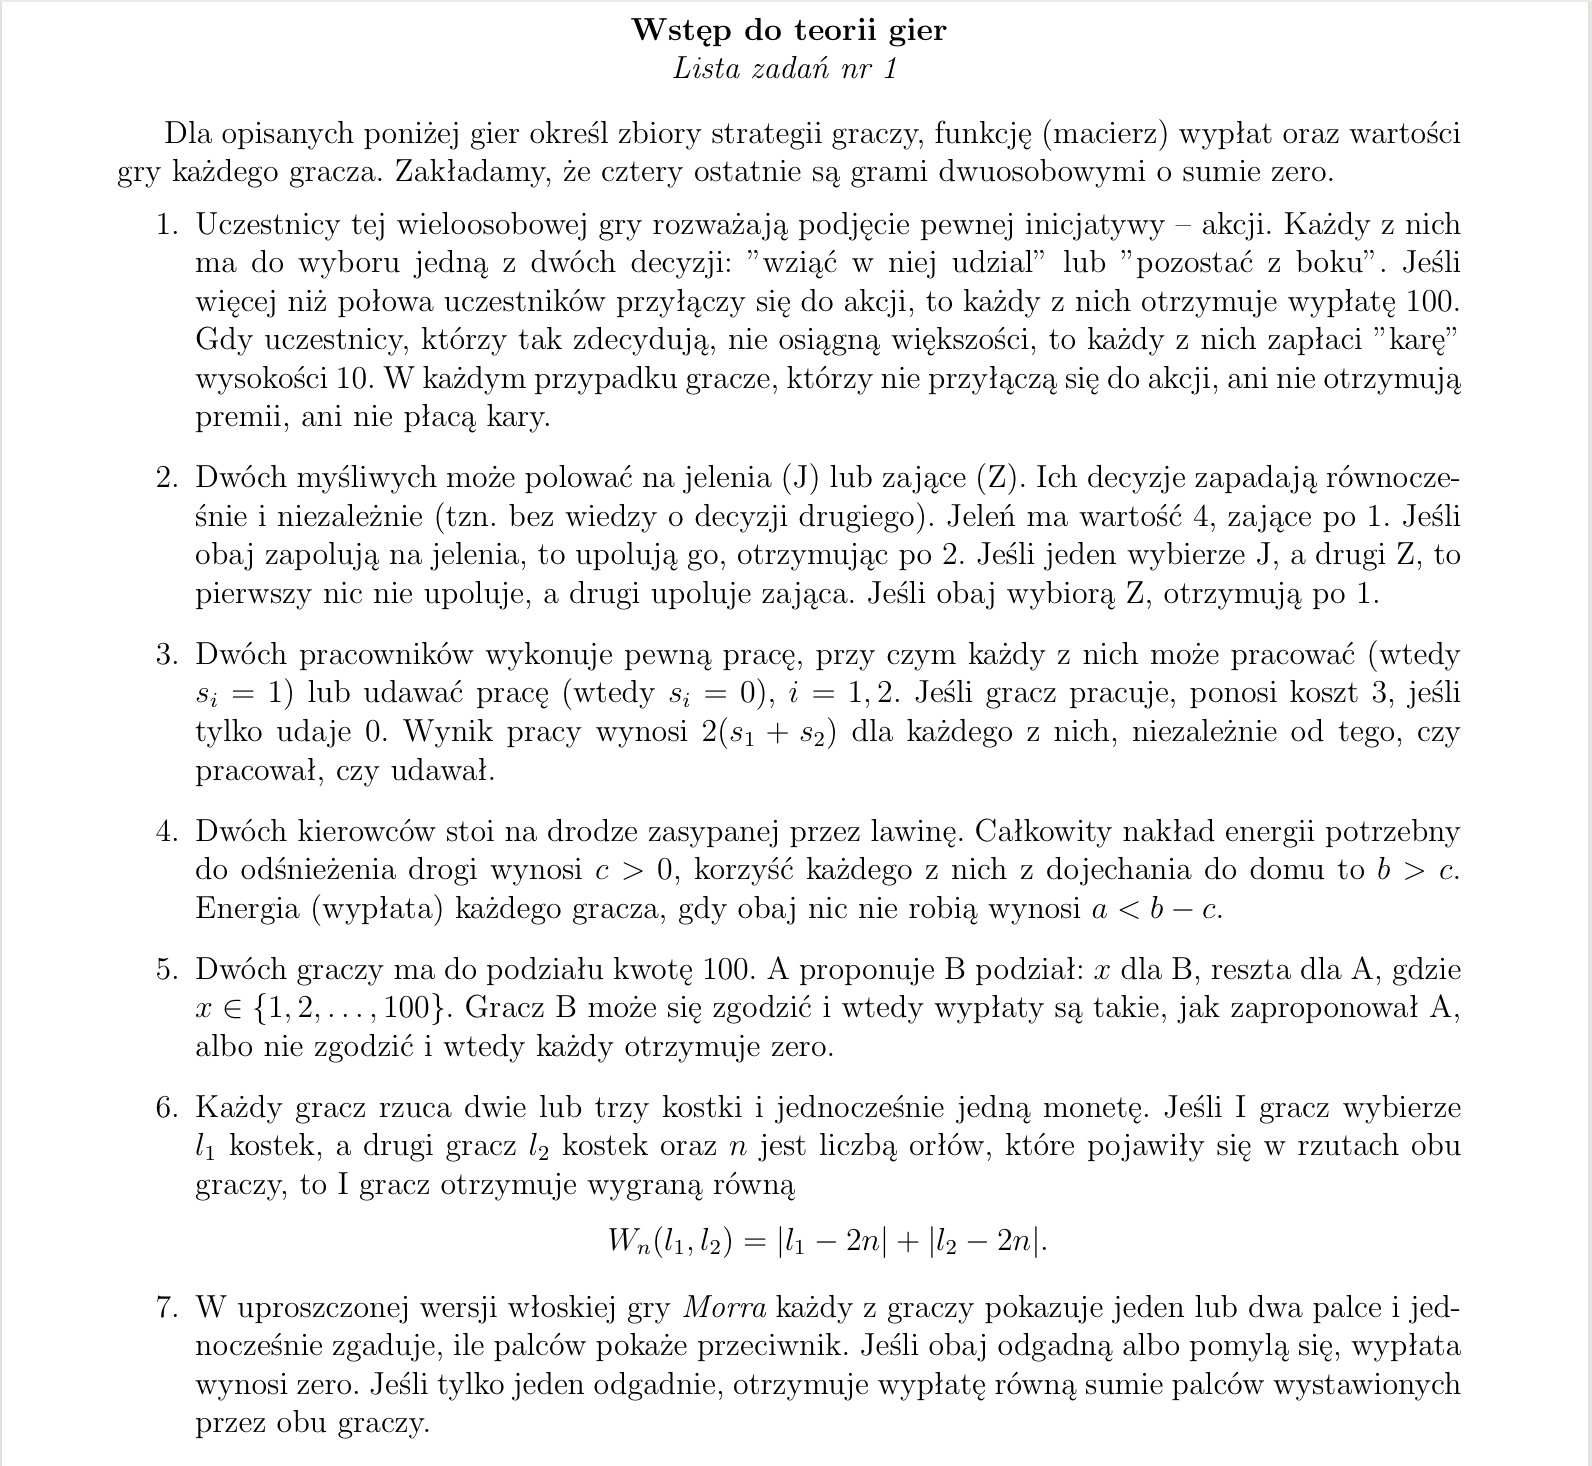 Wstęp do teorii gier
Lista zadań nr 1
Dla opisanych poniżej gier określ zbiory strategii graczy, funkcję (macierz) wypłat oraz wartości
gry każdego gracza. Zakładamy, że cztery ostatnie są grami dwuosobowymi o sumie zero.
1. Uczestnicy tej wieloosobowej gry rozważają podjęcie pewnej inicjatywy – akcji. Każdy z nich
ma do wyboru jedną z dwóch decyzji: ”wziąć w niej udzial” lub ”pozostać z boku”. Jeśli
więcej niż połowa uczestników przyłączy się do akcji, to każdy z nich otrzymuje wypłatę 100.
Gdy uczestnicy, którzy tak zdecydują, nie osiągną większości, to każdy z nich zapłaci ”karę”
wysokości 10. W każdym przypadku gracze, którzy nie przyłączą się do akcji, ani nie otrzymują
premii, ani nie płacą kary.
2. Dwóch myśliwych może polować na jelenia (J) lub zające (Z). Ich decyzje zapadają równocze-
śnie i niezależnie (tzn. bez wiedzy o decyzji drugiego). Jeleń ma wartość 4, zające po 1. Jeśli
obaj zapolują na jelenia, to upolują go, otrzymując po 2. Jeśli jeden wybierze J, a drugi Z, to
pierwszy nic nie upoluje, a drugi upoluje zająca. Jeśli obaj wybiorą Z, otrzymują po 1.
3. Dwóch pracowników wykonuje pewną pracę, przy czym każdy z nich może pracować (wtedy
$s_i = 1$) lub udawać pracę (wtedy $s_i = 0$), $i = 1, 2$. Jeśli gracz pracuje, ponosi koszt 3, jeśli
tylko udaje 0. Wynik pracy wynosi $2(s_1 + s_2)$ dla każdego z nich, niezależnie od tego, czy
pracował, czy udawał.
4. Dwóch kierowców stoi na drodze zasypanej przez lawinę. Całkowity nakład energii potrzebny
do odśnieżenia drogi wynosi $c > 0$, korzyść każdego z nich z dojechania do domu to $b > c$.
Energia (wypłata) każdego gracza, gdy obaj nic nie robią wynosi $a < b - c$.
5. Dwóch graczy ma do podziału kwotę 100. A proponuje B podział: $x$ dla B, reszta dla A, gdzie
$x \in \{1, 2, \ldots, 100\}$. Gracz B może się zgodzić i wtedy wypłaty są takie, jak zaproponował A,
albo nie zgodzić i wtedy każdy otrzymuje zero.
6. Każdy gracz rzuca dwie lub trzy kostki i jednocześnie jedną monetę. Jeśli I gracz wybierze
$l_1$ kostek, a drugi gracz $l_2$ kostek oraz $n$ jest liczbą orłów, które pojawiły się w rzutach obu
graczy, to I gracz otrzymuje wygraną równą
$W_n(l_1, l_2) = |l_1 - 2n| + |l_2 - 2n|.$
7. W uproszczonej wersji włoskiej gry Morra każdy z graczy pokazuje jeden lub dwa palce i jed-
nocześnie zgaduje, ile palców pokaże przeciwnik. Jeśli obaj odgadną albo pomylą się, wypłata
wynosi zero. Jeśli tylko jeden odgadnie, otrzymuje wypłatę równą sumie palców wystawionych
przez obu graczy.